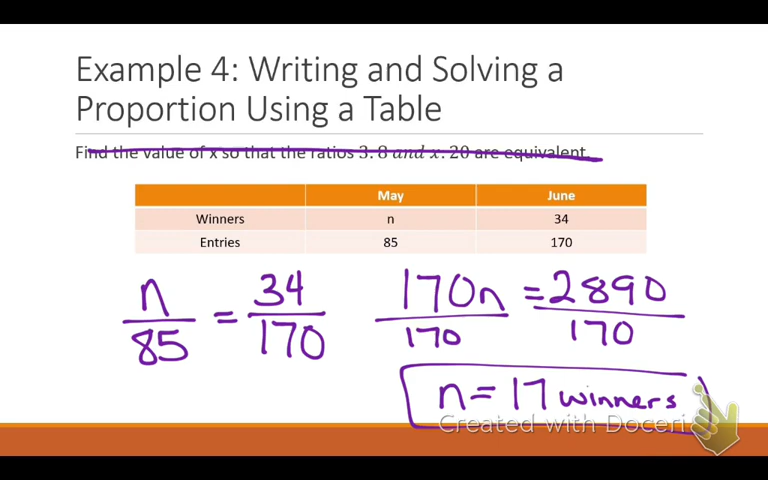 Example 4: Writing and Solving a
Proportion Using a Table
Find the value of x so that the ratios 3:8 and x:20 are equivalent.
May June
Winners n 34
Entries 85 170
n/85 = 34/170
170n/170 = 2890/170
n = 17 winners
Created with Doceri